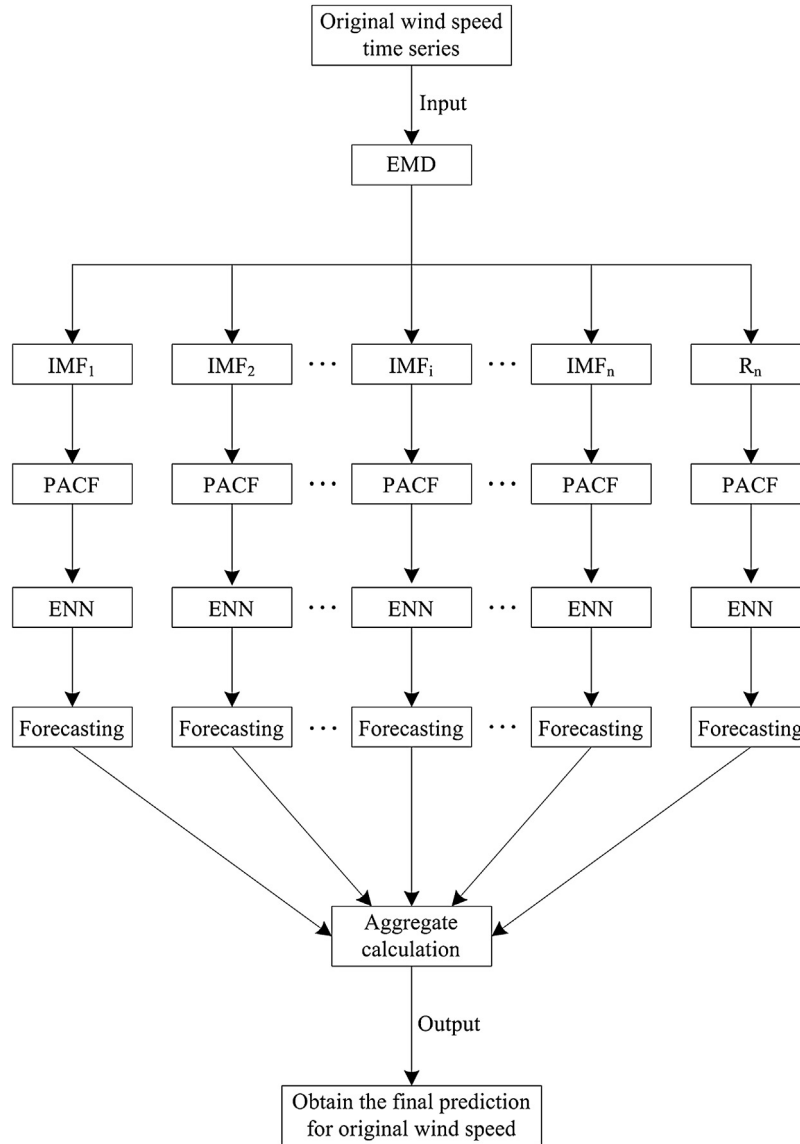 Original wind speed
time series
Input
EMD
IMF₁ IMF₂ ··· IMFᵢ ··· IMFₙ Rₙ
PACF PACF ··· PACF ··· PACF PACF
ENN ENN ··· ENN ··· ENN ENN
Forecasting Forecasting ··· Forecasting ··· Forecasting Forecasting
Aggregate
calculation
Output
Obtain the final prediction
for original wind speed